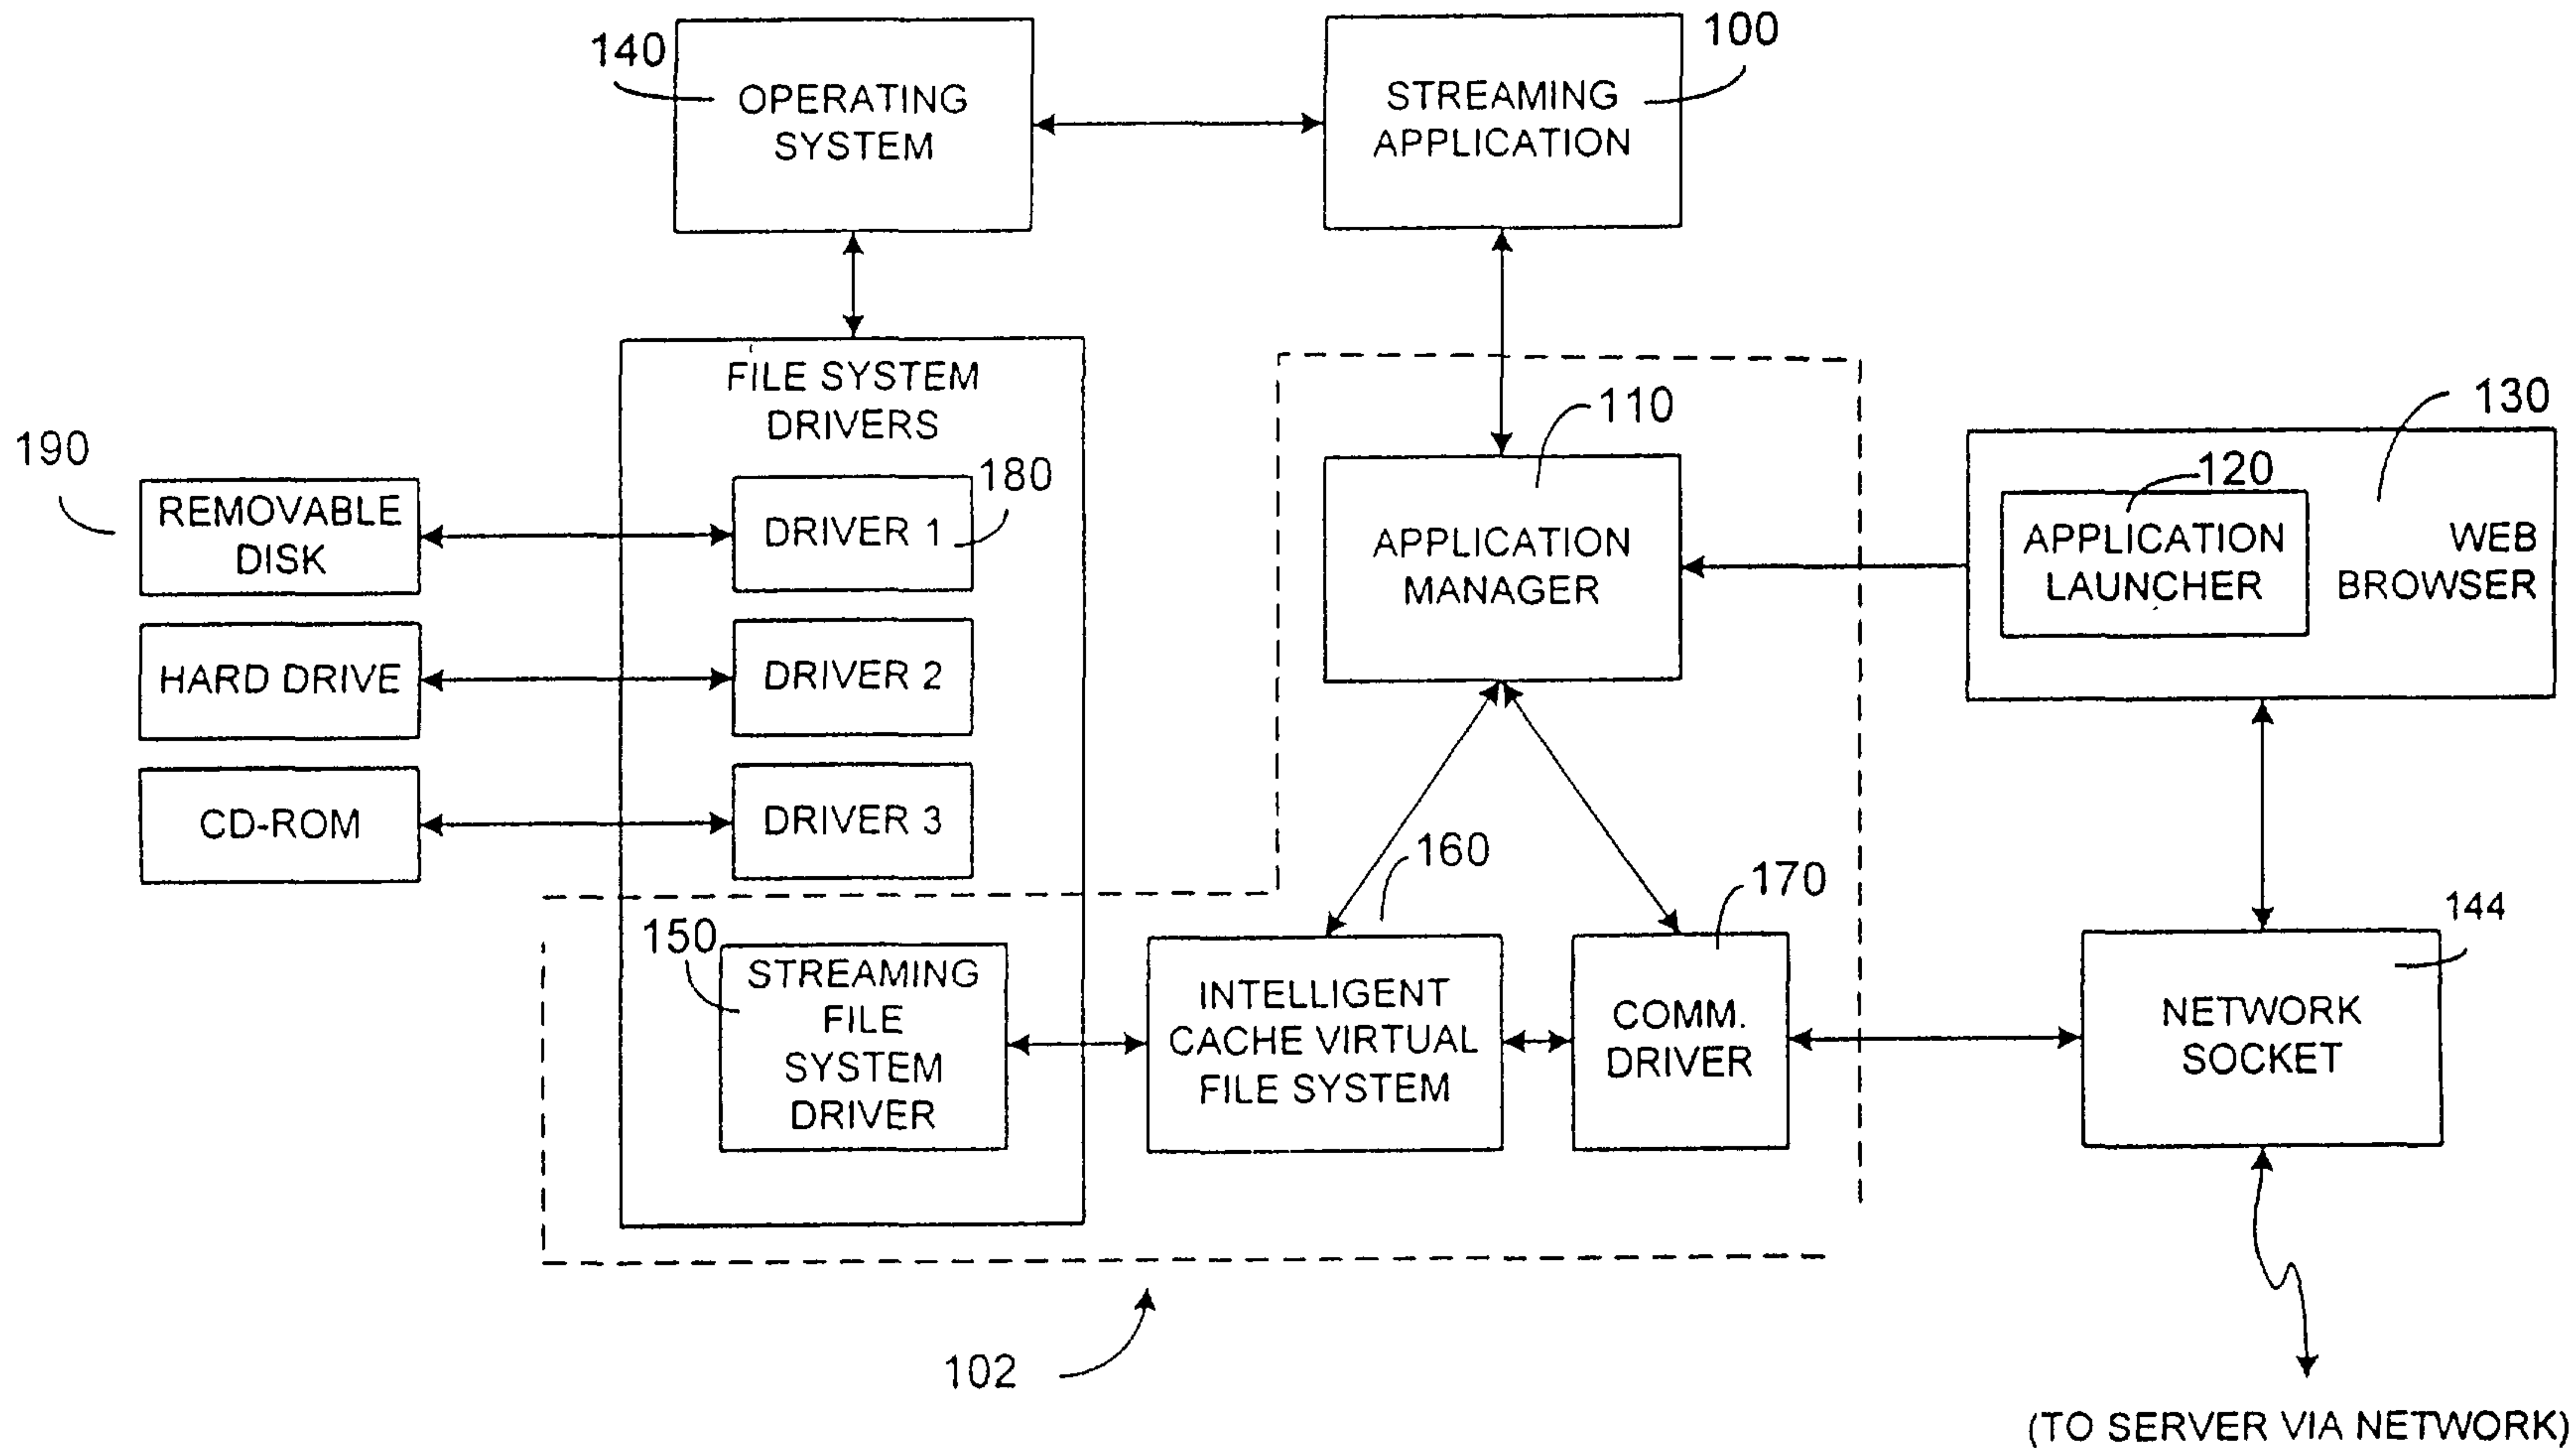 140
OPERATING
SYSTEM
100
STREAMING
APPLICATION
FILE SYSTEM
DRIVERS
190
REMOVABLE
DISK
180
DRIVER 1
HARD DRIVE
DRIVER 2
CD-ROM
DRIVER 3
110
APPLICATION
MANAGER
130
120
APPLICATION
LAUNCHER
WEB
BROWSER
150
STREAMING
FILE
SYSTEM
DRIVER
160
INTELLIGENT
CACHE VIRTUAL
FILE SYSTEM
170
COMM.
DRIVER
144
NETWORK
SOCKET
102
(TO SERVER VIA NETWORK)